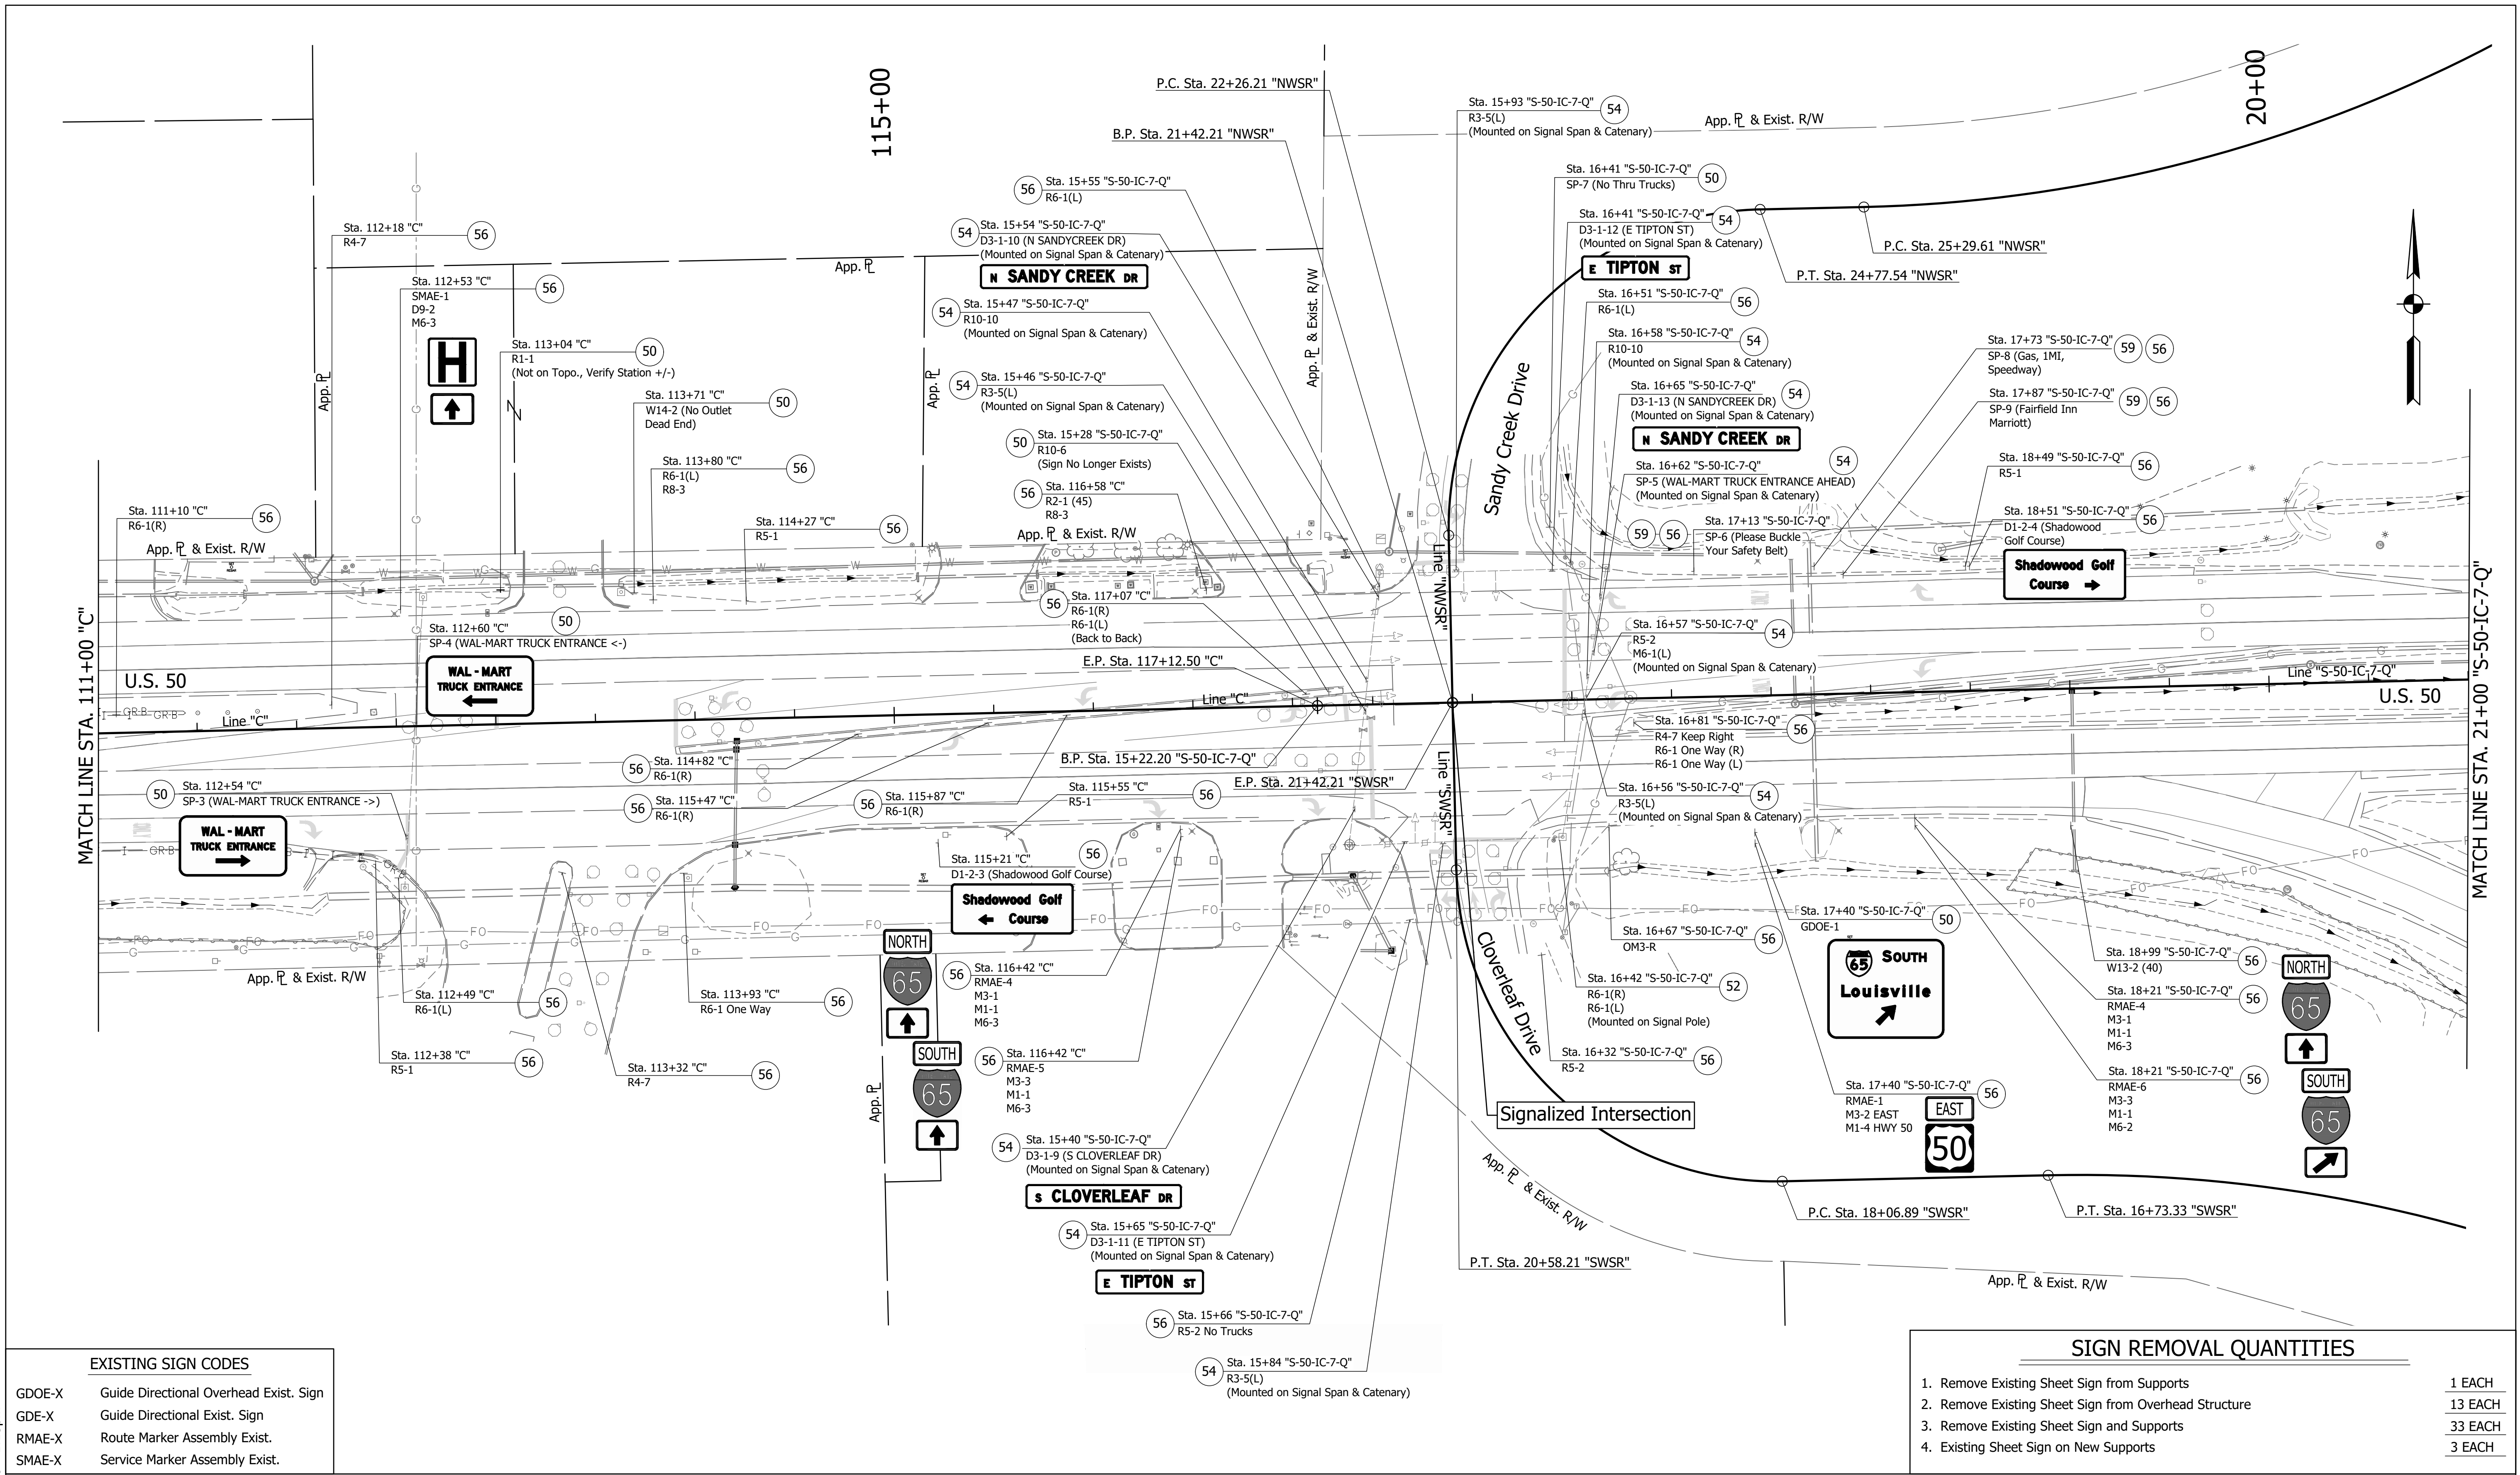 115+00
20+00
P.C. Sta. 22+26.21 "NWSR"
B.P. Sta. 21+42.21 "NWSR"
Sta. 15+93 "S-50-IC-7-Q"
54
R3-5(L)
(Mounted on Signal Span & Catenary)
App. PL & Exist. R/W
Sta. 16+41 "S-50-IC-7-Q"
50
SP-7 (No Thru Trucks)
Sta. 16+41 "S-50-IC-7-Q"
54
D3-1-12 (E TIPTON ST)
(Mounted on Signal Span & Catenary)
E TIPTON ST
P.C. Sta. 25+29.61 "NWSR"
P.T. Sta. 24+77.54 "NWSR"
56
Sta. 15+55 "S-50-IC-7-Q"
R6-1(L)
54
Sta. 15+54 "S-50-IC-7-Q"
D3-1-10 (N SANDYCREEK DR)
(Mounted on Signal Span & Catenary)
N SANDY CREEK DR
54
Sta. 15+47 "S-50-IC-7-Q"
R10-10
(Mounted on Signal Span & Catenary)
54
Sta. 15+46 "S-50-IC-7-Q"
R3-5(L)
(Mounted on Signal Span & Catenary)
50
Sta. 15+28 "S-50-IC-7-Q"
R10-6
(Sign No Longer Exists)
56
Sta. 116+58 "C"
R2-1 (45)
R8-3
App. PL & Exist. R/W
App. PL & Exist. R/W
App. PL
App. PL
App. PL
Sta. 112+18 "C"
56
R4-7
Sta. 112+53 "C"
56
SMAE-1
D9-2
M6-3
H
Sta. 113+04 "C"
50
R1-1
(Not on Topo., Verify Station +/-)
Sta. 113+71 "C"
50
W14-2 (No Outlet
Dead End)
Sta. 113+80 "C"
56
R6-1(L)
R8-3
Sta. 114+27 "C"
56
R5-1
Sta. 111+10 "C"
56
R6-1(R)
App. PL & Exist. R/W
Sandy Creek Drive
Sta. 16+51 "S-50-IC-7-Q"
56
R6-1(L)
Sta. 16+58 "S-50-IC-7-Q"
54
R10-10
(Mounted on Signal Span & Catenary)
Sta. 16+65 "S-50-IC-7-Q"
54
D3-1-13 (N SANDYCREEK DR)
(Mounted on Signal Span & Catenary)
N SANDY CREEK DR
Sta. 16+62 "S-50-IC-7-Q"
54
SP-5 (WAL-MART TRUCK ENTRANCE AHEAD)
(Mounted on Signal Span & Catenary)
59
56
Sta. 17+13 "S-50-IC-7-Q"
SP-6 (Please Buckle
Your Safety Belt)
Sta. 17+73 "S-50-IC-7-Q"
59
56
SP-8 (Gas, 1MI,
Speedway)
Sta. 17+87 "S-50-IC-7-Q"
59
56
SP-9 (Fairfield Inn
Marriott)
Sta. 18+49 "S-50-IC-7-Q"
56
R5-1
Sta. 18+51 "S-50-IC-7-Q"
56
D1-2-4 (Shadowood
Golf Course)
Shadowood Golf
Course
MATCH LINE STA. 111+00 "C"
MATCH LINE STA. 21+00 "S-50-IC-7-Q"
U.S. 50
Line "C"
Line "C"
Line "S-50-IC-7-Q"
U.S. 50
Line "NWSR"
Line "SWSR"
Sta. 112+60 "C"
50
SP-4 (WAL-MART TRUCK ENTRANCE <-)
WAL - MART
TRUCK ENTRANCE
56
Sta. 117+07 "C"
R6-1(R)
R6-1(L)
(Back to Back)
E.P. Sta. 117+12.50 "C"
B.P. Sta. 15+22.20 "S-50-IC-7-Q"
E.P. Sta. 21+42.21 "SWSR"
Sta. 16+57 "S-50-IC-7-Q"
54
R5-2
M6-1(L)
(Mounted on Signal Span & Catenary)
Sta. 16+81 "S-50-IC-7-Q"
56
R4-7 Keep Right
R6-1 One Way (R)
R6-1 One Way (L)
Sta. 16+56 "S-50-IC-7-Q"
54
R3-5(L)
(Mounted on Signal Span & Catenary)
50
Sta. 112+54 "C"
SP-3 (WAL-MART TRUCK ENTRANCE ->)
WAL - MART
TRUCK ENTRANCE
56
Sta. 114+82 "C"
R6-1(R)
56
Sta. 115+47 "C"
R6-1(R)
56
Sta. 115+87 "C"
R6-1(R)
Sta. 115+55 "C"
56
R5-1
Sta. 115+21 "C"
56
D1-2-3 (Shadowood Golf Course)
Shadowood Golf
Course
App. PL & Exist. R/W
Sta. 112+49 "C"
56
R6-1(L)
Sta. 112+38 "C"
56
R5-1
Sta. 113+32 "C"
56
R4-7
Sta. 113+93 "C"
56
R6-1 One Way
NORTH
65
56
Sta. 116+42 "C"
RMAE-4
M3-1
M1-1
M6-3
SOUTH
65
56
Sta. 116+42 "C"
RMAE-5
M3-3
M1-1
M6-3
App. PL
54
Sta. 15+40 "S-50-IC-7-Q"
D3-1-9 (S CLOVERLEAF DR)
(Mounted on Signal Span & Catenary)
S CLOVERLEAF DR
54
Sta. 15+65 "S-50-IC-7-Q"
D3-1-11 (E TIPTON ST)
(Mounted on Signal Span & Catenary)
E TIPTON ST
56
Sta. 15+66 "S-50-IC-7-Q"
R5-2 No Trucks
54
Sta. 15+84 "S-50-IC-7-Q"
R3-5(L)
(Mounted on Signal Span & Catenary)
Cloverleaf Drive
Signalized Intersection
App. PL & Exist. R/W
Sta. 16+67 "S-50-IC-7-Q"
56
OM3-R
Sta. 16+42 "S-50-IC-7-Q"
52
R6-1(R)
R6-1(L)
(Mounted on Signal Pole)
Sta. 16+32 "S-50-IC-7-Q"
56
R5-2
Sta. 17+40 "S-50-IC-7-Q"
50
GDOE-1
65 SOUTH
Louisville
Sta. 17+40 "S-50-IC-7-Q"
56
RMAE-1
M3-2 EAST
M1-4 HWY 50
EAST
50
Sta. 18+99 "S-50-IC-7-Q"
56
W13-2 (40)
Sta. 18+21 "S-50-IC-7-Q"
56
RMAE-4
M3-1
M1-1
M6-3
NORTH
65
Sta. 18+21 "S-50-IC-7-Q"
56
RMAE-6
M3-3
M1-1
M6-2
SOUTH
65
P.C. Sta. 18+06.89 "SWSR"
P.T. Sta. 16+73.33 "SWSR"
P.T. Sta. 20+58.21 "SWSR"
App. PL & Exist. R/W
EXISTING SIGN CODES
GDOE-X Guide Directional Overhead Exist. Sign
GDE-X Guide Directional Exist. Sign
RMAE-X Route Marker Assembly Exist.
SMAE-X Service Marker Assembly Exist.
SIGN REMOVAL QUANTITIES
1. Remove Existing Sheet Sign from Supports 1 EACH
2. Remove Existing Sheet Sign from Overhead Structure 13 EACH
3. Remove Existing Sheet Sign and Supports 33 EACH
4. Existing Sheet Sign on New Supports 3 EACH